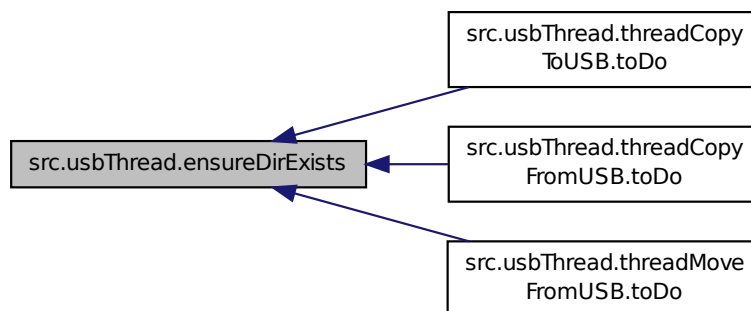 src.usbThread.threadCopy
ToUSB.toDo
src.usbThread.ensureDirExists
src.usbThread.threadCopy
FromUSB.toDo
src.usbThread.threadMove
FromUSB.toDo